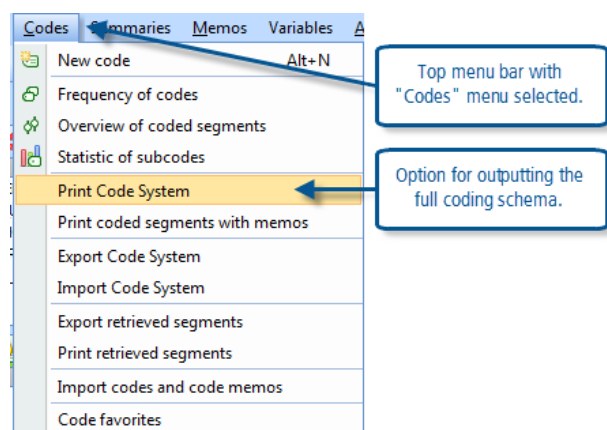 Codes Summaries Memos Variables A
New code Alt+N
Frequency of codes
Overview of coded segments
Statistic of subcodes
Print Code System
Print coded segments with memos
Export Code System
Import Code System
Export retrieved segments
Print retrieved segments
Import codes and code memos
Code favorites
Top menu bar with
"Codes" menu selected.
Option for outputting the
full coding schema.